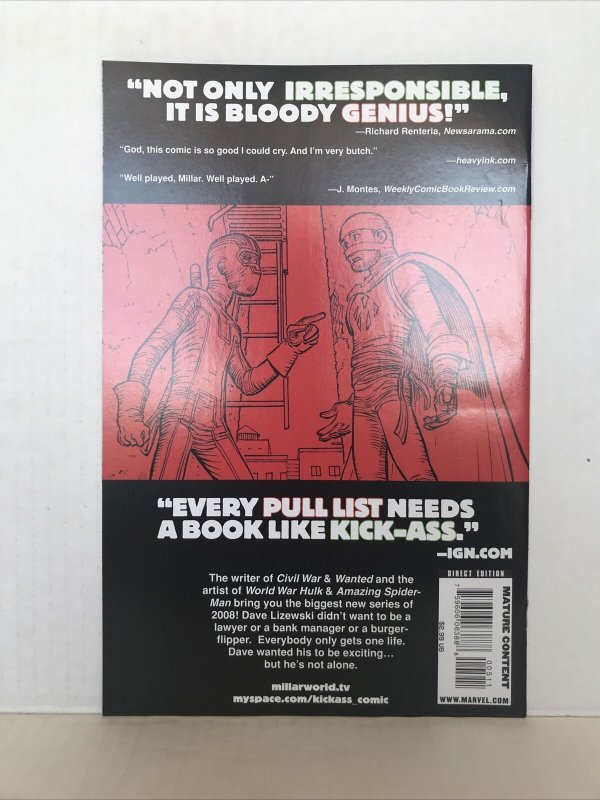 “NOT ONLY IRRESPONSIBLE,
IT IS BLOODY GENIUS!”
—Richard Renteria, Newsarama.com
“God, this comic is so good I could cry. And I'm very butch.”
—heavyink.com
“Well played, Millar. Well played. A-”
—J. Montes, WeeklyComicBookReview.com
“EVERY PULL LIST NEEDS
A BOOK LIKE KICK-ASS.”
—IGN.COM
The writer of Civil War & Wanted and the
artist of World War Hulk & Amazing Spider-
Man bring you the biggest new series of
2008! Dave Lizewski didn't want to be a
lawyer or a bank manager or a burger-
flipper. Everybody only gets one life.
Dave wanted his to be exciting...
but he's not alone.
millarworld.tv
myspace.com/kickass_comic
DIRECT EDITION
MATURE CONTENT
00511
$2.99 US
WWW.MARVEL.COM